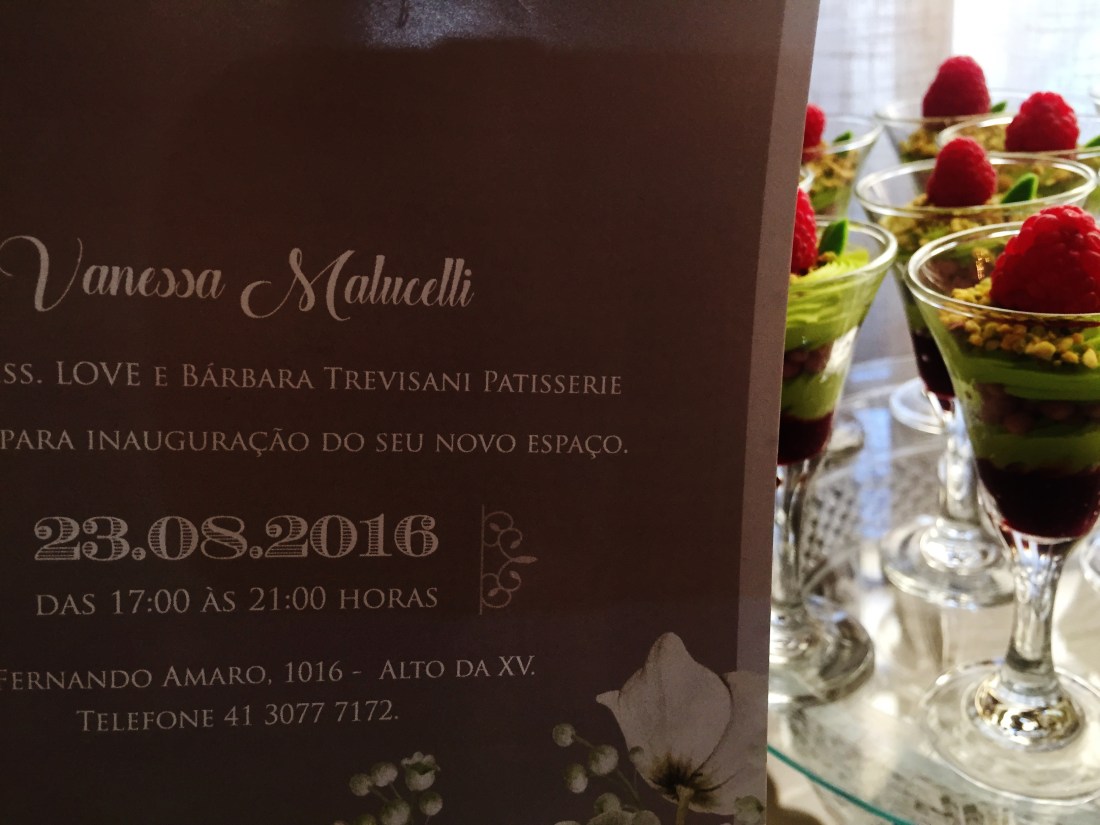 Vanessa Malucelli
SS. LOVE E BÁRBARA TREVISANI PATISSERIE
PARA INAUGURAÇÃO DO SEU NOVO ESPAÇO.
23.08.2016
DAS 17:00 ÀS 21:00 HORAS
FERNANDO AMARO, 1016 - ALTO DA XV.
TELEFONE 41 3077 7172.